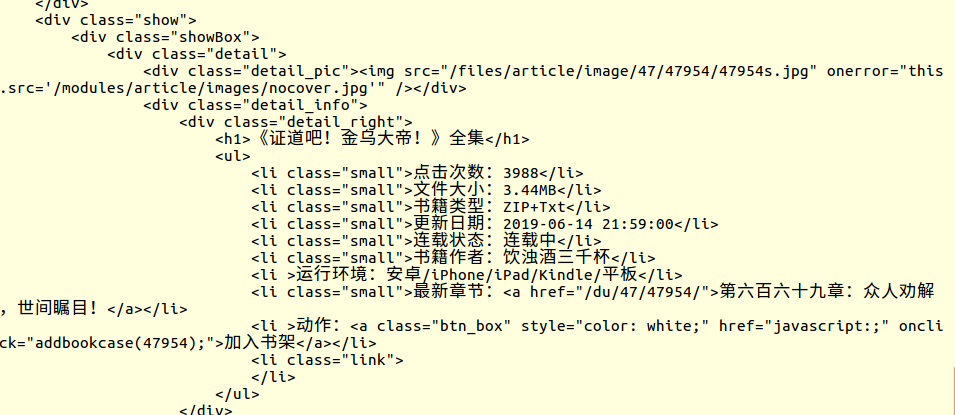 </div>
<div class="show">
<div class="showBox">
<div class="detail">
<div class="detail_pic"><img src="/files/article/image/47/47954/47954s.jpg" onerror="this
.src='/modules/article/images/nocover.jpg'" /></div>
<div class="detail_info">
<div class="detail_right">
<h1>《证道吧！金乌大帝！》全集</h1>
<ul>
<li class="small">点击次数：3988</li>
<li class="small">文件大小：3.44MB</li>
<li class="small">书籍类型：ZIP+Txt</li>
<li class="small">更新日期：2019-06-14 21:59:00</li>
<li class="small">连载状态：连载中</li>
<li class="small">书籍作者：饮浊酒三千杯</li>
<li >运行环境：安卓/iPhone/iPad/Kindle/平板</li>
<li class="small">最新章节：<a href="/du/47/47954/">第六百六十九章：众人劝解
，世间瞩目！</a></li>
<li >动作：<a class="btn_box" style="color: white;" href="javascript:;" oncli
ck="addbookcase(47954);">加入书架</a></li>
<li class="link">
</li>
</ul>
</div>